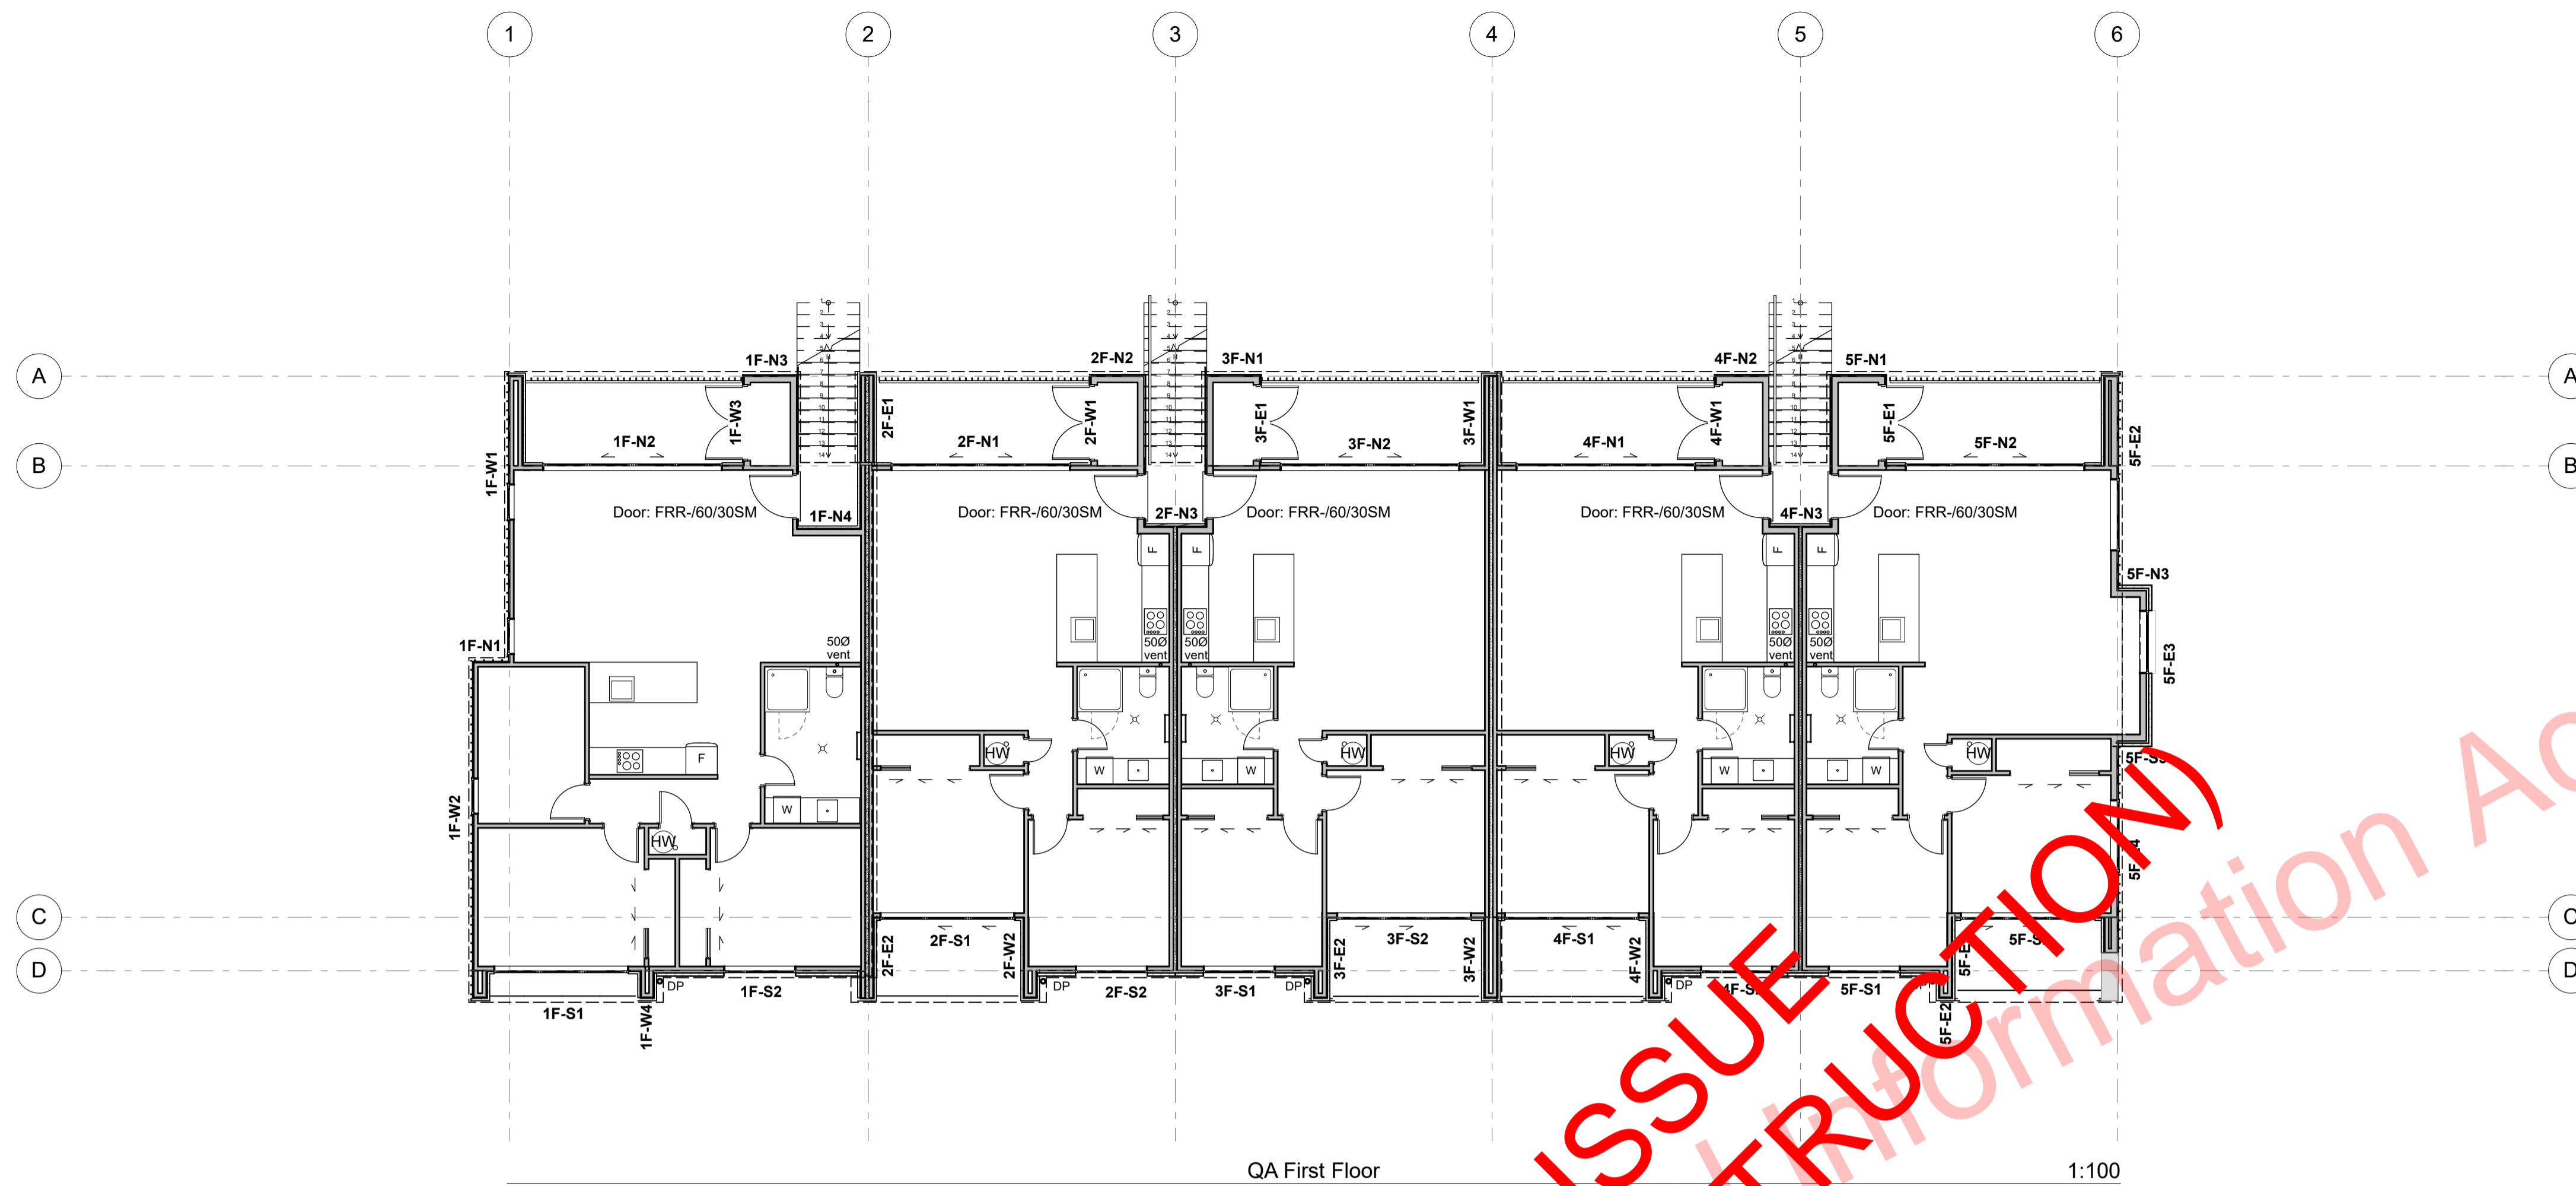 1 2 3 4 5 6
1F-N3 2F-N2 3F-N1 4F-N2 5F-N1
A A
1F-W3 2F-E1 2F-W1 3F-E1 3F-W1 4F-W1 5F-E1 5F-E2
1F-N2 2F-N1 3F-N2 4F-N1 5F-N2
B B
1F-W1
Door: FRR-/60/30SM 1F-N4 Door: FRR-/60/30SM 2F-N3 Door: FRR-/60/30SM Door: FRR-/60/30SM 4F-N3 Door: FRR-/60/30SM
F F F F
5F-N3
1F-N1
50Ø 50Ø 50Ø 50Ø 50Ø
vent vent vent vent vent
5F-E3
F
HW HW HW HW
W W W W
W
1F-W2
HW
C C
2F-E2 2F-S1 2F-W2 3F-E2 3F-S2 3F-W2 4F-S1 4F-W2
D D
DP DP DP DP
1F-S2 2F-S2 3F-S1 5F-S1
1F-S1 1F-W4 5F-E2
ISSUE
TRUCTION)
Information Ac
QA First Floor 1:100